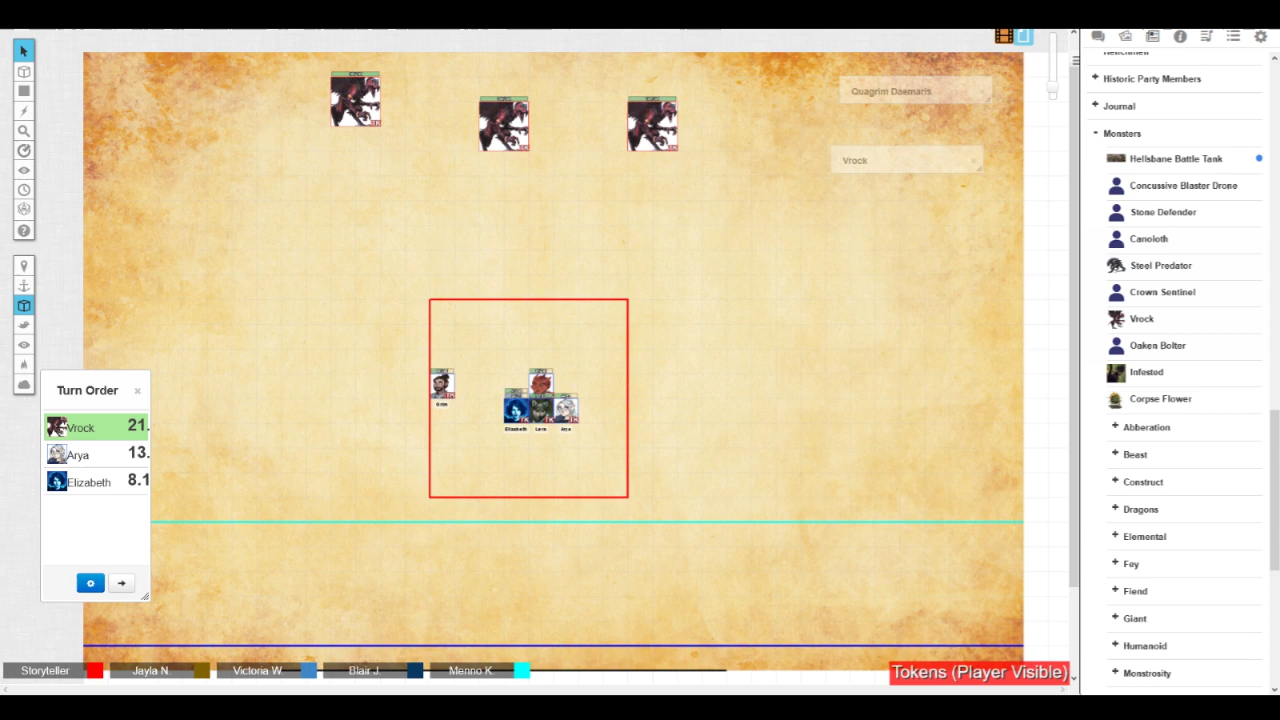 Quagrim Daemaris
Vrock
Turn Order
Vrock 21.
Arya 13.
Elizabeth 8.1
Elizabeth
Arya
Storyteller
Jayla N.
Victoria W.
Blair J.
Menno K.
Tokens (Player Visible)
Historic Party Members
Journal
Monsters
Hellsbane Battle Tank
Concussive Blaster Drone
Stone Defender
Canoloth
Steel Predator
Crown Sentinel
Vrock
Oaken Bolter
Infested
Corpse Flower
Abberation
Beast
Construct
Dragons
Elemental
Fey
Fiend
Giant
Humanoid
Monstrosity